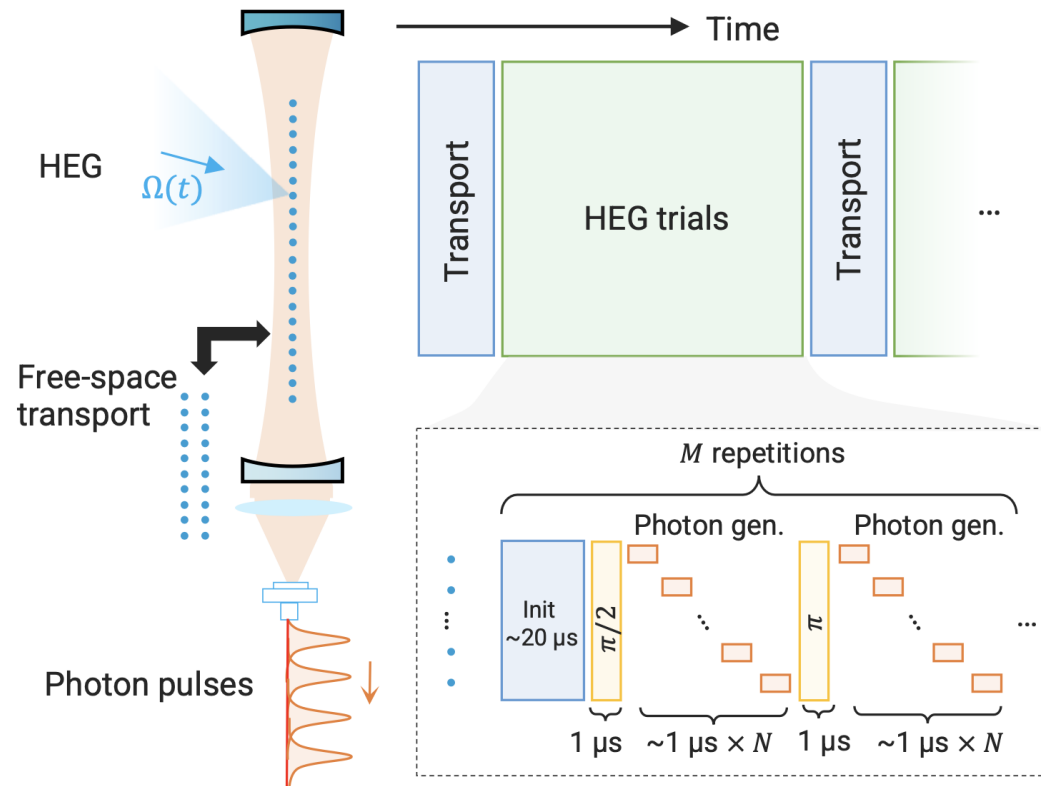 Time
HEG
Ω(t)
Transport
HEG trials
Transport
...
Free-space
transport
M repetitions
Photon gen.
Photon gen.
Init
~20 µs
π/2
π
...
...
Photon pulses
1 µs
~1 µs × N
1 µs
~1 µs × N